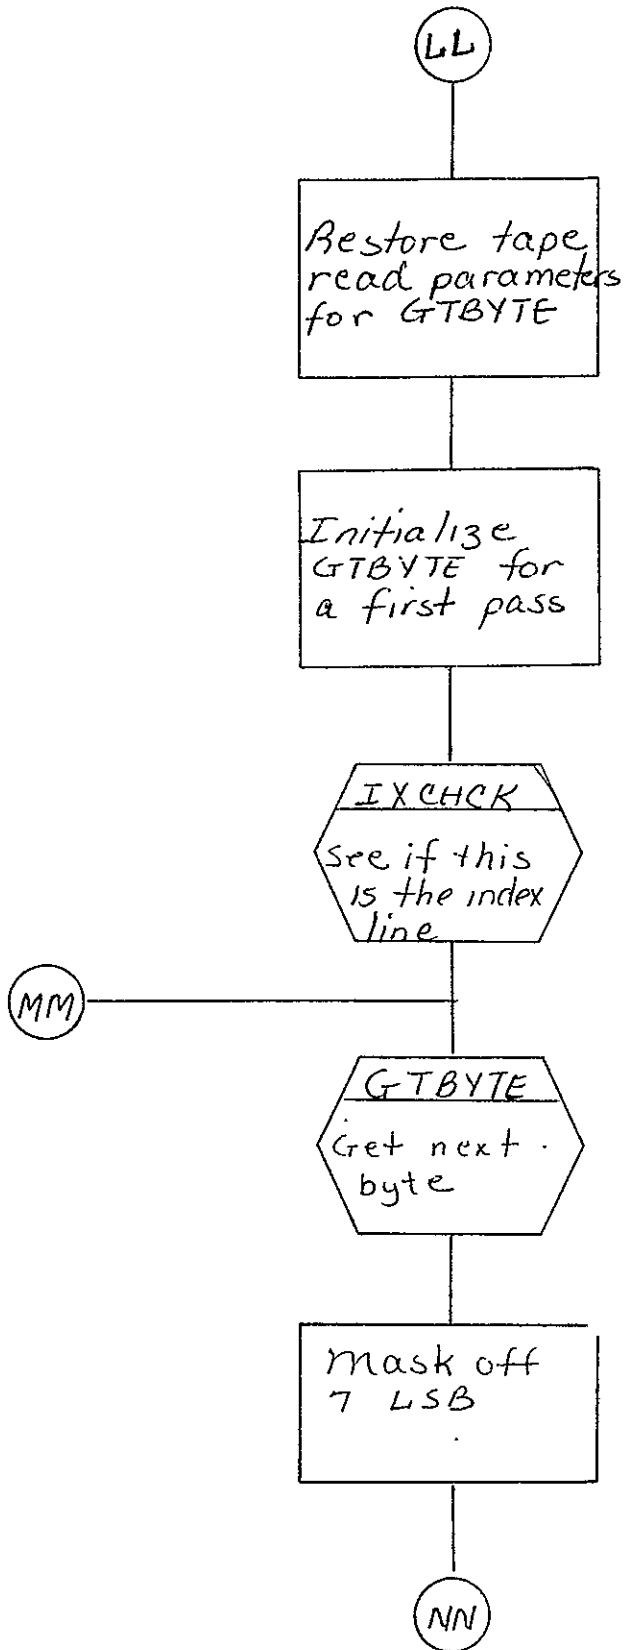 LL
Restore tape
read parameters
for GTBYTE
Initialize
GTBYTE for
a first pass
IXCHCK
See if this
is the index
line
MM
GTBYTE
Get next
byte
Mask off
7 LSB
NN